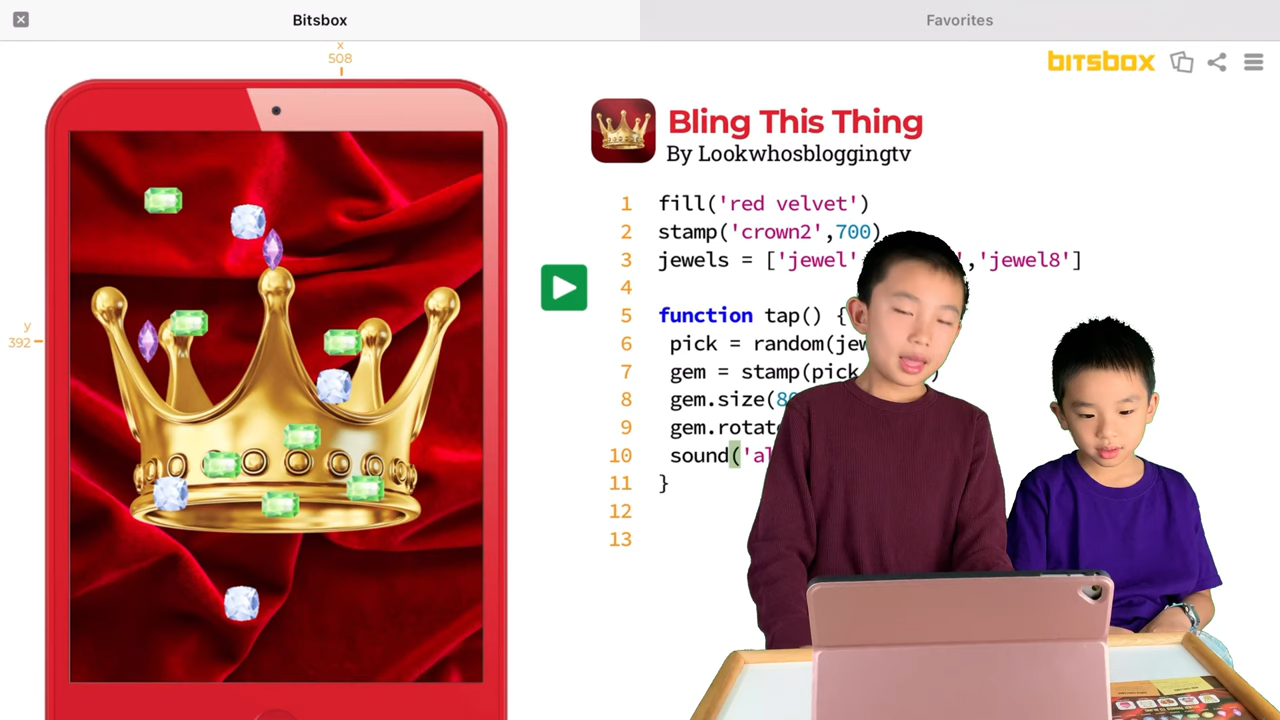 Bitsbox
Favorites
x
508
bitsbox
Bling This Thing
By Lookwhosbloggingtv
1 fill('red velvet')
2 stamp('crown2',700)
3 jewels = ['jewel' ,'jewel8']
4
5 function tap() {
6 pick = random(jew
7 gem = stamp(pick )
8 gem.size(80
9 gem.rotate
10 sound('al
11 }
12
13
y
392